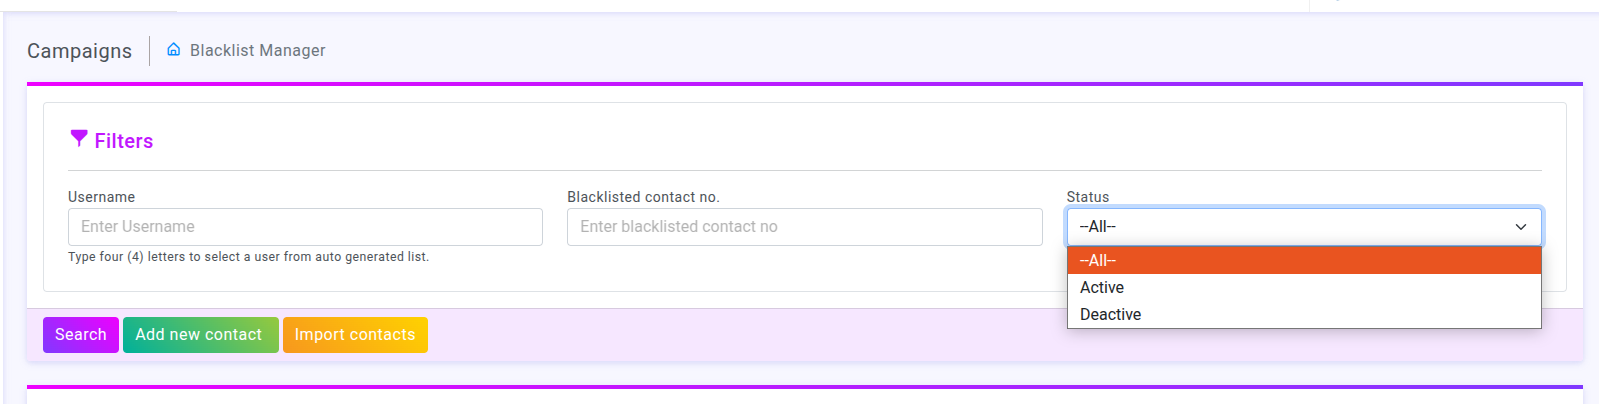 Campaigns
Blacklist Manager
Filters
Username
Blacklisted contact no.
Status
Enter Username
Enter blacklisted contact no
--All--
Type four (4) letters to select a user from auto generated list.
--All--
Active
Deactive
Search
Add new contact
Import contacts